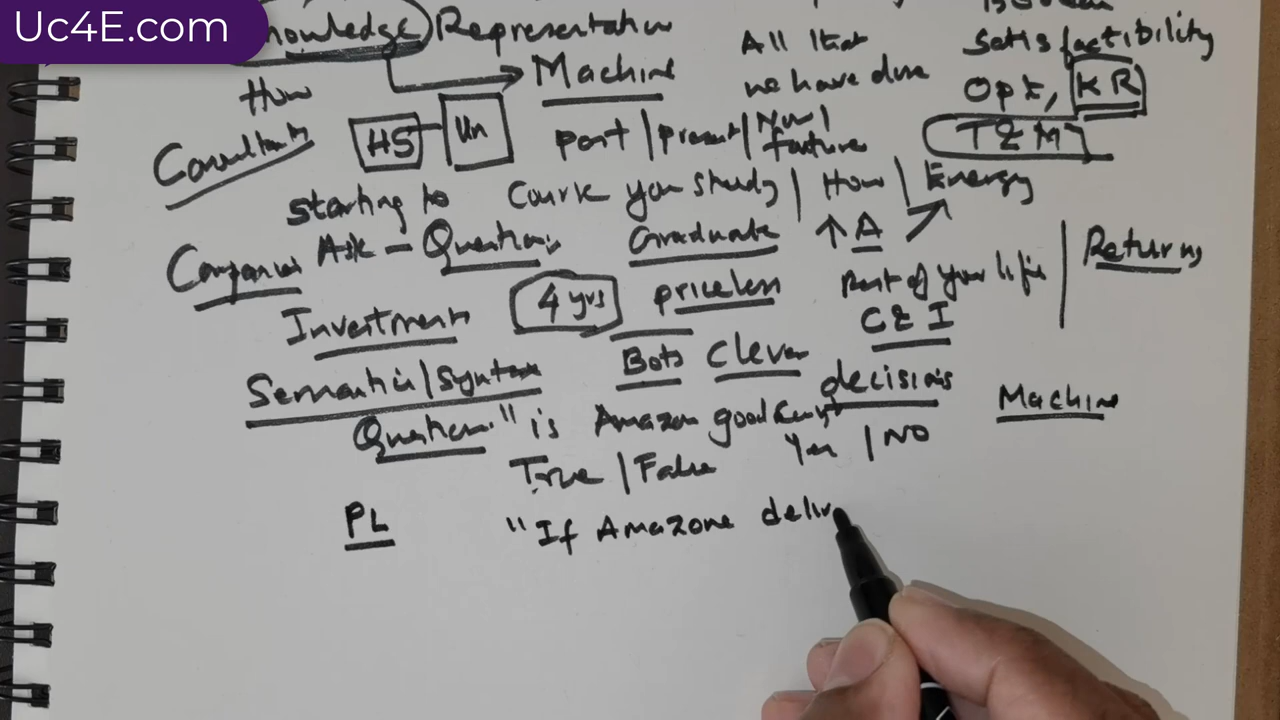 Uc4E.com
Knowledge Representation
All that
Satisfactibility
How
Machine
we have done
Opt, KR
Consultants
HS
Un
past | present | Now | future
T & M
starting to
Course you study | How | Energy
Companies
Ask - Questions
Graduate
↑ A
Returns
Investment
4 yrs
priceless
Rest of your life
C & I
Semantics | Syntax
Bots
Clever
decisions
Machine
Questions
"is Amazon good
Yes | NO
True | False
PL
"If Amazone deliv